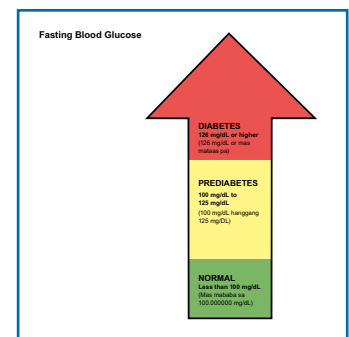 Fasting Blood Glucose
DIABETES
126 mg/dL or higher
(126 mg/dL or mas
mataas pa)
PREDIABETES
100 mg/dL to
125 mg/dL
(100 mg/dL hanggang
125 mg/DL)
NORMAL
Less than 100 mg/dL
(Mas mababa sa
100.000000 mg/dL)